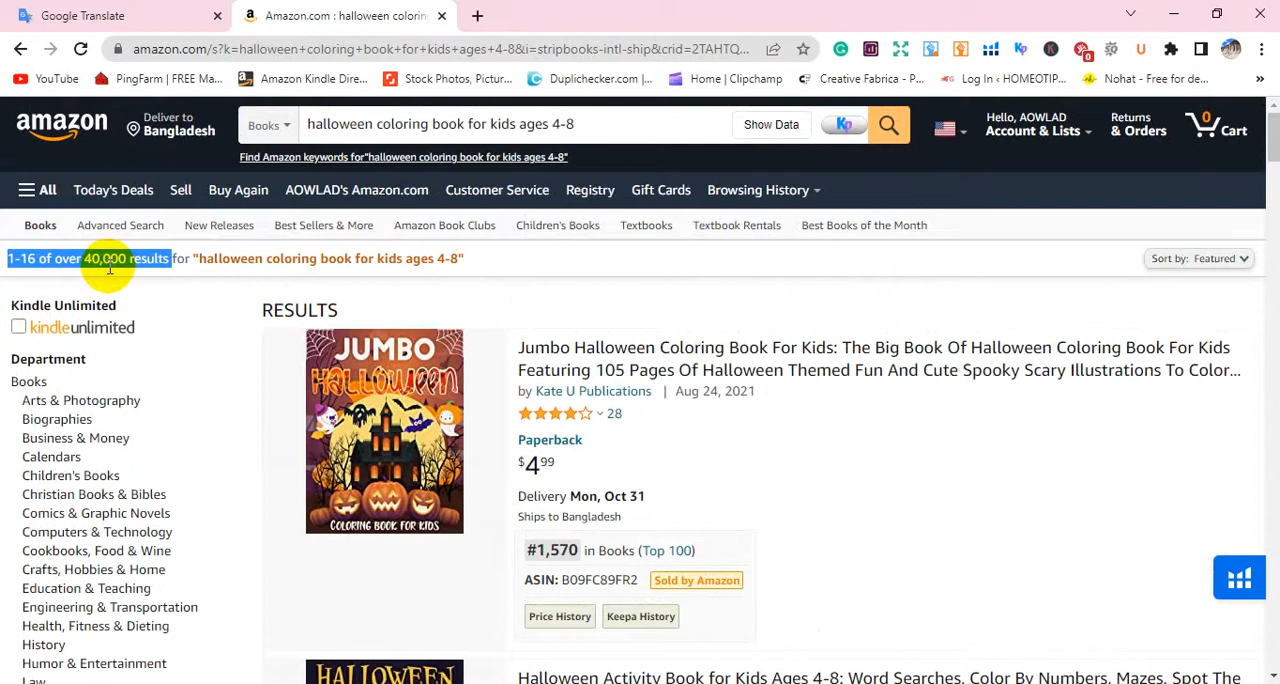 Google Translate
Amazon.com : halloween colorin
amazon.com/s?k=halloween+coloring+book+for+kids+ages+4-8&i=stripbooks-intl-ship&crid=2TAHTQ...
YouTube
PingFarm | FREE Ma...
Amazon Kindle Dire...
Stock Photos, Pictur...
Duplichecker.com |...
Home | Clipchamp
Creative Fabrica - P...
Log In ‹ HOMEOTIP...
Nohat - Free for de...
amazon
Deliver to
Bangladesh
Books
halloween coloring book for kids ages 4-8
Show Data
Kp
Hello, AOWLAD
Account & Lists
Returns
& Orders
0
Cart
Find Amazon keywords for"halloween coloring book for kids ages 4-8"
All
Today's Deals
Sell
Buy Again
AOWLAD's Amazon.com
Customer Service
Registry
Gift Cards
Browsing History
Books
Advanced Search
New Releases
Best Sellers & More
Amazon Book Clubs
Children's Books
Textbooks
Textbook Rentals
Best Books of the Month
1-16 of over 40,000 results for "halloween coloring book for kids ages 4-8"
Sort by: Featured
Kindle Unlimited
kindleunlimited
Department
Books
Arts & Photography
Biographies
Business & Money
Calendars
Children's Books
Christian Books & Bibles
Comics & Graphic Novels
Computers & Technology
Cookbooks, Food & Wine
Crafts, Hobbies & Home
Education & Teaching
Engineering & Transportation
Health, Fitness & Dieting
History
Humor & Entertainment
Law
RESULTS
JUMBO
HALLOWEEN
COLORING BOOK FOR KIDS
Jumbo Halloween Coloring Book For Kids: The Big Book Of Halloween Coloring Book For Kids
Featuring 105 Pages Of Halloween Themed Fun And Cute Spooky Scary Illustrations To Color...
by Kate U Publications | Aug 24, 2021
28
Paperback
$4.99
Delivery Mon, Oct 31
Ships to Bangladesh
#1,570 in Books (Top 100)
ASIN: B09FC89FR2
Sold by Amazon
Price History
Keepa History
HALLOWEEN
Halloween Activity Book for Kids Ages 4-8: Word Searches, Color By Numbers, Mazes, Spot The